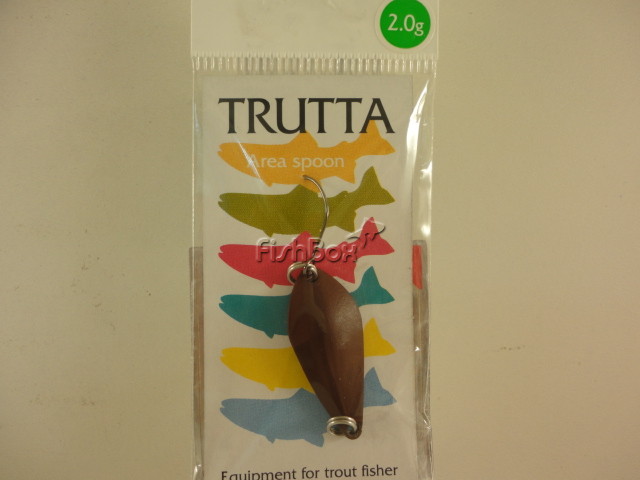 2.0g
TRUTTA
Area spoon
FishBox
Equipment for trout fisher